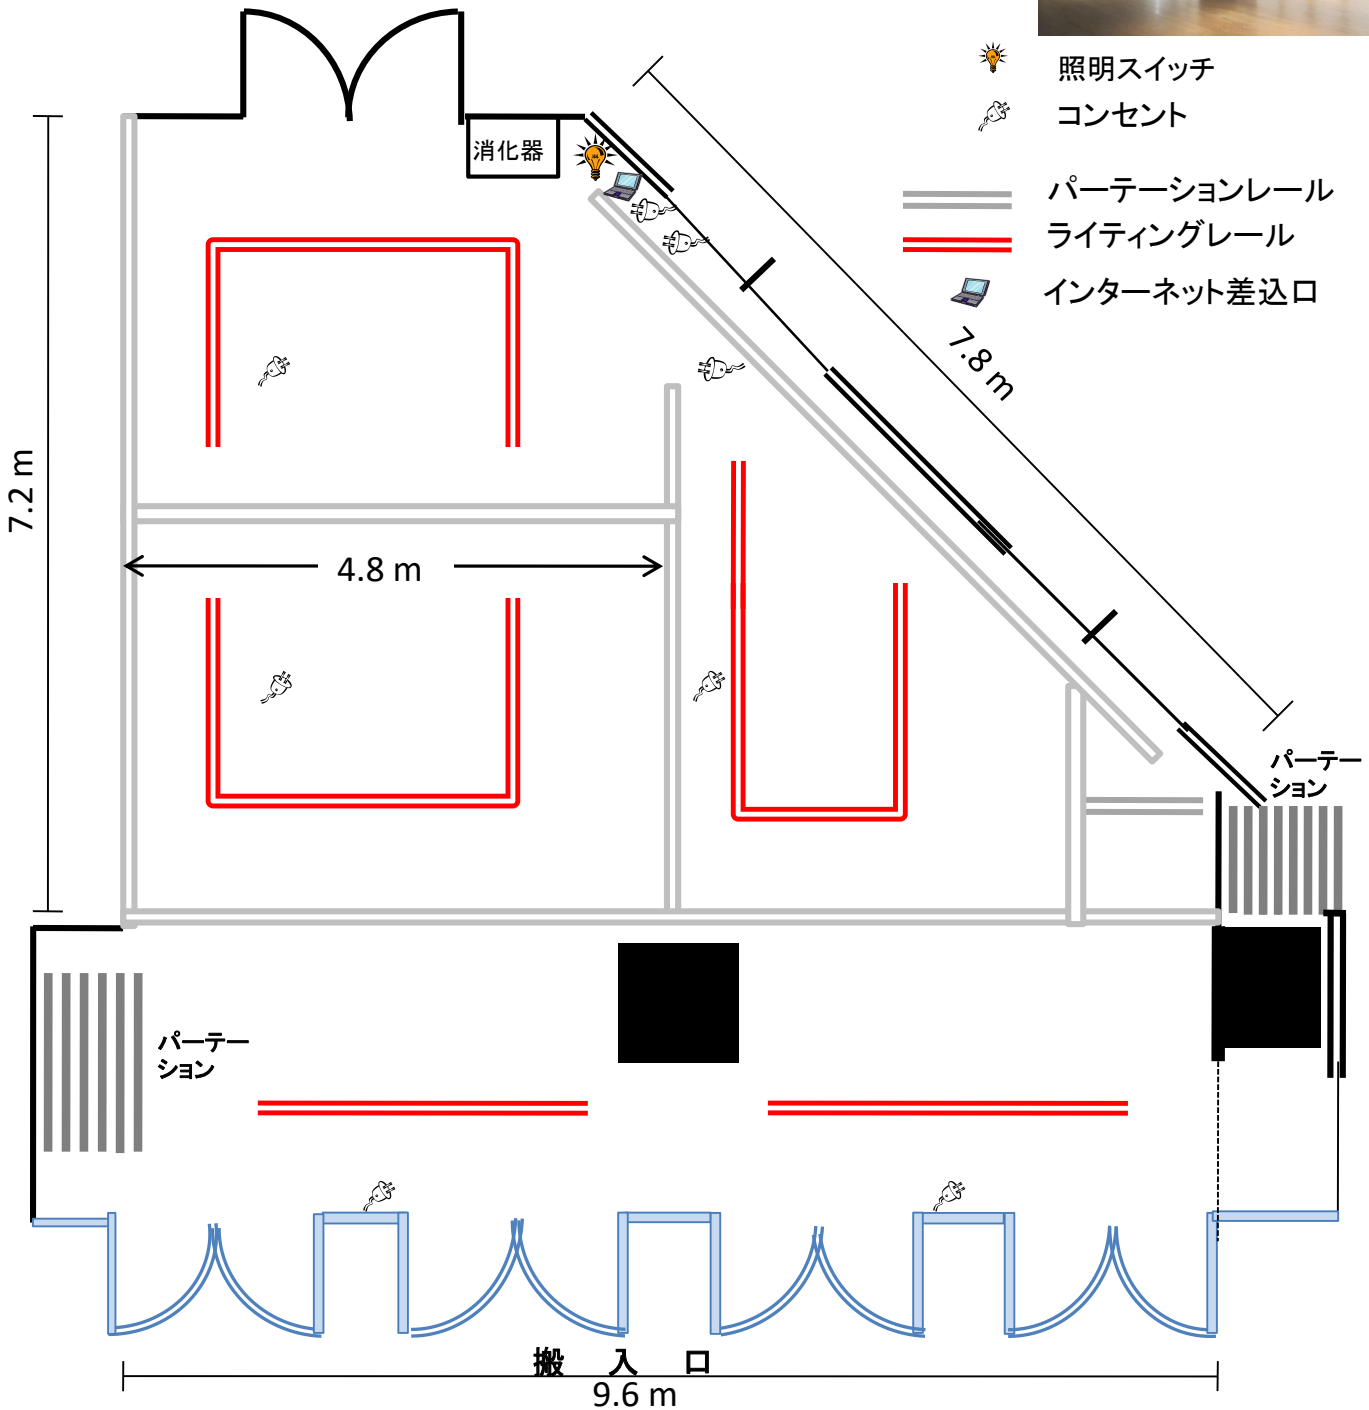 照明スイッチ
コンセント
消化器
パーテーションレール
ライティングレール
インターネット差込口
7.8 m
7.2 m
4.8 m
パーテー
ション
パーテー
ション
搬 入 口
9.6 m